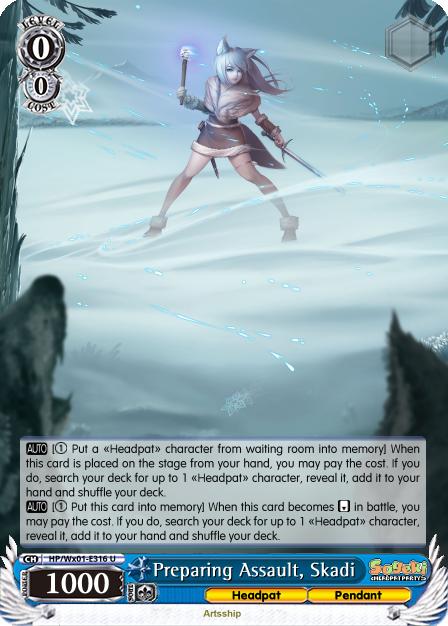 LEVEL
0
0
COST
AUTO [① Put a «Headpat» character from waiting room into memory] When
this card is placed on the stage from your hand, you may pay the cost. If you
do, search your deck for up to 1 «Headpat» character, reveal it, add it to your
hand and shuffle your deck.
AUTO [① Put this card into memory] When this card becomes in battle, you
may pay the cost. If you do, search your deck for up to 1 «Headpat» character,
reveal it, add it to your hand and shuffle your deck.
CH HP/Wx01-E316 U
POWER 1000 SOUL Preparing Assault, Skadi
HEADPAT PARTY
Headpat Pendant
Artsship